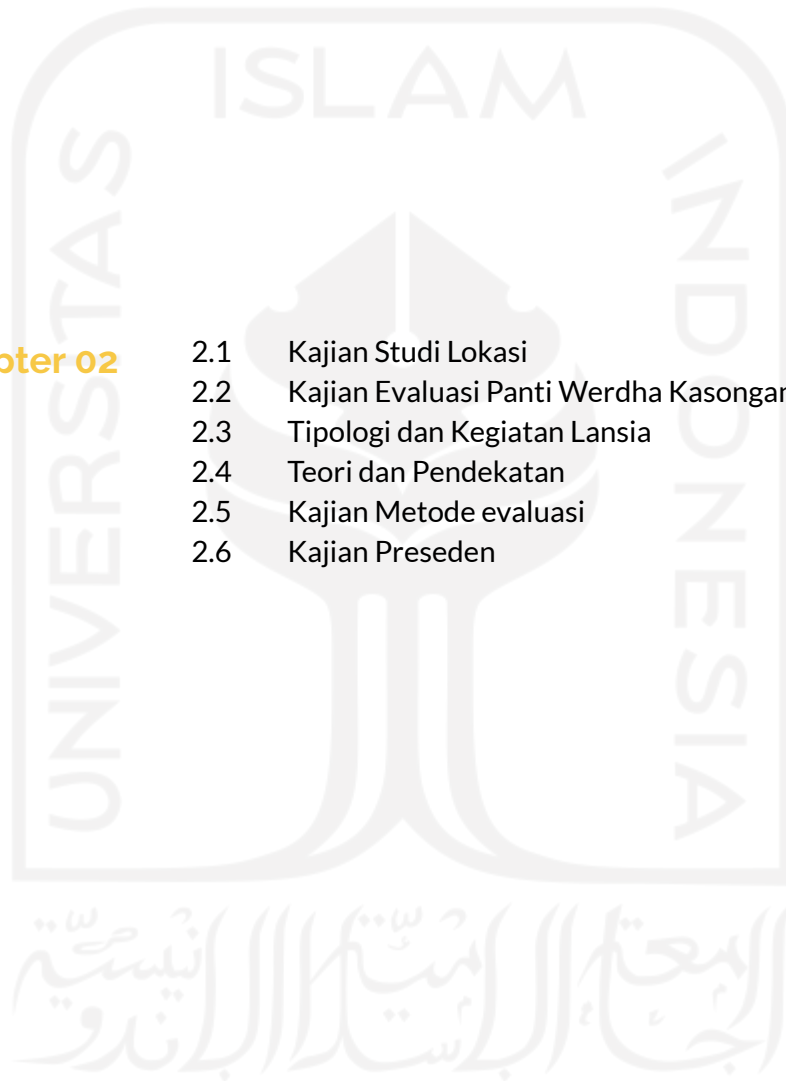 ISLAM
UNIVERSITAS
INDONESIA
pter 02
2.1 Kajian Studi Lokasi
2.2 Kajian Evaluasi Panti Werdha Kasongan
2.3 Tipologi dan Kegiatan Lansia
2.4 Teori dan Pendekatan
2.5 Kajian Metode evaluasi
2.6 Kajian Preseden